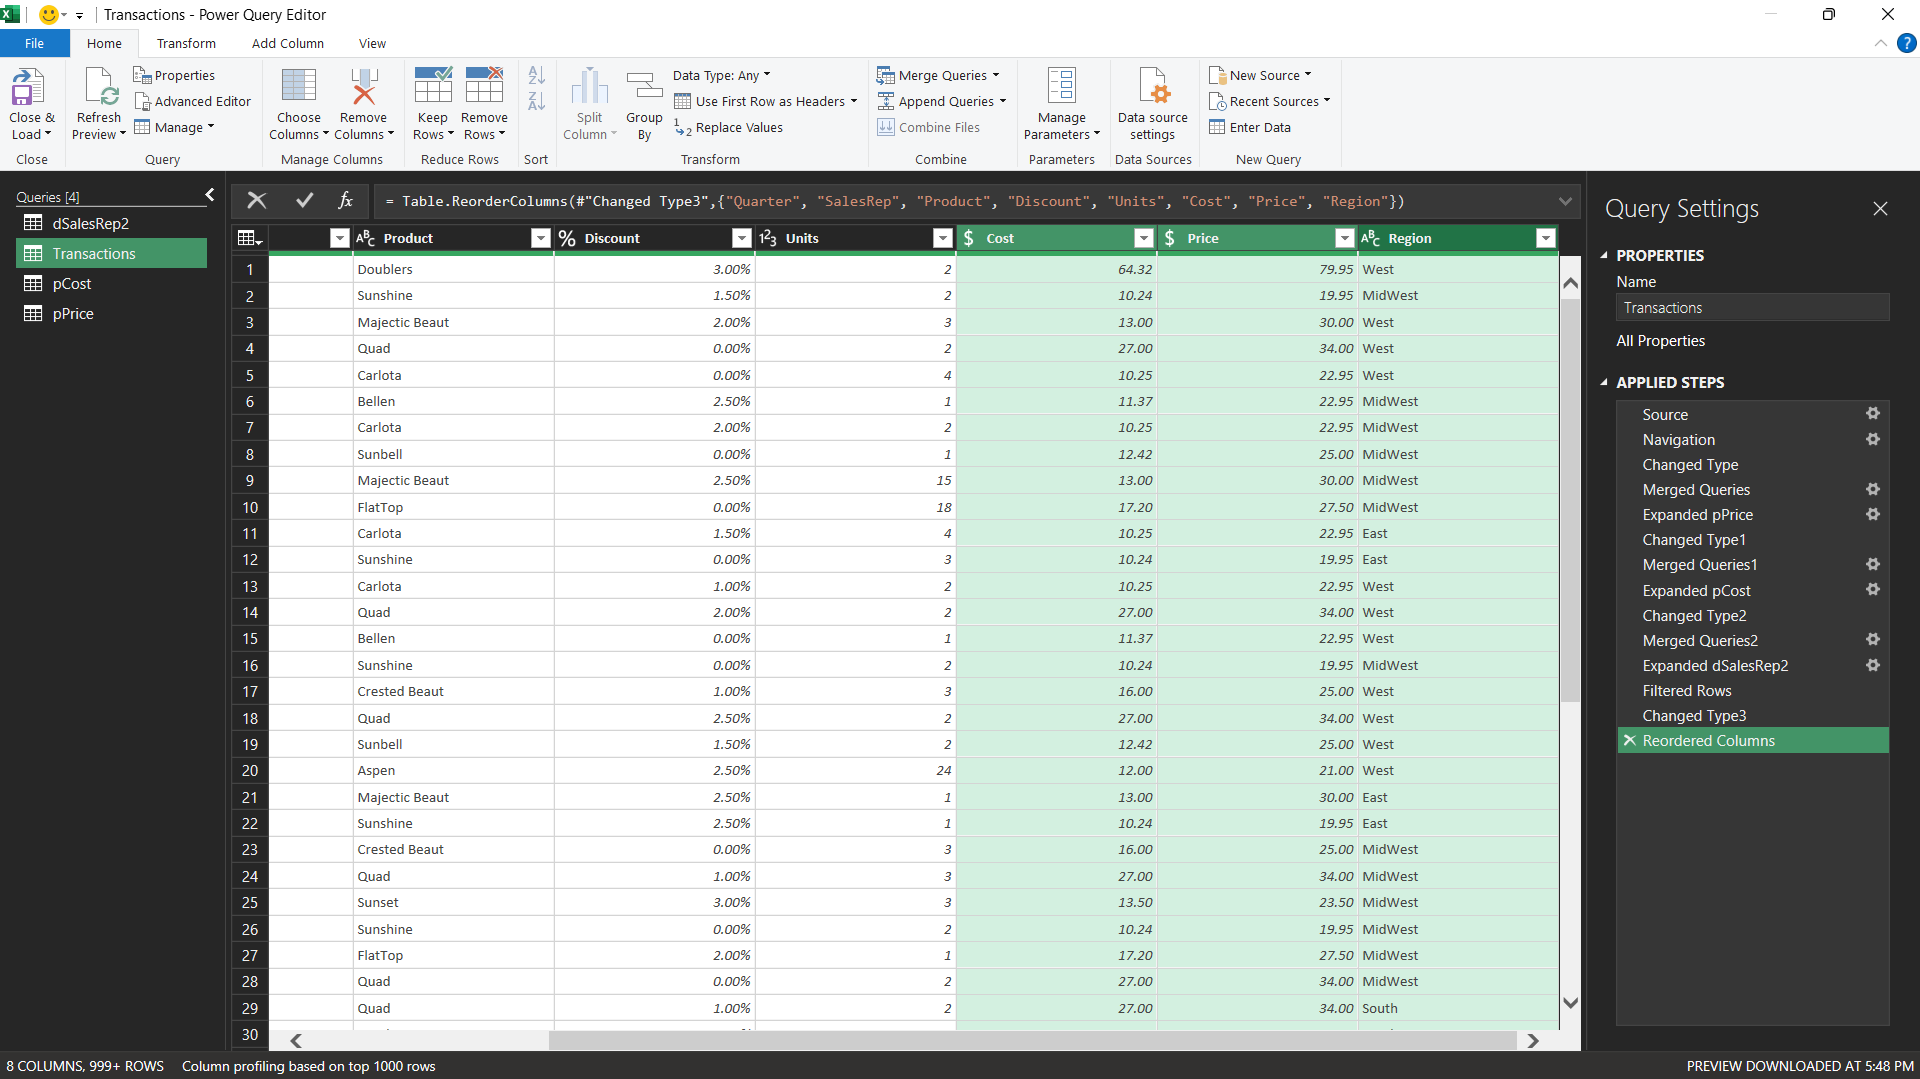 Transactions - Power Query Editor
File Home Transform Add Column View
Close & Load
Refresh Preview
Properties
Advanced Editor
Manage
Choose Columns
Remove Columns
Keep Rows
Remove Rows
A Z
Z A
Split Column
Group By
Data Type: Any
Use First Row as Headers
1 2 Replace Values
Merge Queries
Append Queries
Combine Files
Manage Parameters
Data source settings
New Source
Recent Sources
Enter Data
Close Query Manage Columns Reduce Rows Sort Transform Combine Parameters Data Sources New Query
Queries [4]
dSalesRep2
Transactions
pCost
pPrice
fx = Table.ReorderColumns(#"Changed Type3",{"Quarter", "SalesRep", "Product", "Discount", "Units", "Cost", "Price", "Region"})
ABC Product % Discount 123 Units $ Cost $ Price ABC Region
1 Doublers 3.00% 2 64.32 79.95 West
2 Sunshine 1.50% 2 10.24 19.95 MidWest
3 Majectic Beaut 2.00% 3 13.00 30.00 West
4 Quad 0.00% 2 27.00 34.00 West
5 Carlota 0.00% 4 10.25 22.95 West
6 Bellen 2.50% 1 11.37 22.95 MidWest
7 Carlota 2.00% 2 10.25 22.95 MidWest
8 Sunbell 0.00% 1 12.42 25.00 MidWest
9 Majectic Beaut 2.50% 15 13.00 30.00 MidWest
10 FlatTop 0.00% 18 17.20 27.50 MidWest
11 Carlota 1.50% 4 10.25 22.95 East
12 Sunshine 0.00% 3 10.24 19.95 East
13 Carlota 1.00% 2 10.25 22.95 West
14 Quad 2.00% 2 27.00 34.00 West
15 Bellen 0.00% 1 11.37 22.95 West
16 Sunshine 0.00% 2 10.24 19.95 MidWest
17 Crested Beaut 1.00% 3 16.00 25.00 West
18 Quad 2.50% 2 27.00 34.00 West
19 Sunbell 1.50% 2 12.42 25.00 West
20 Aspen 2.50% 24 12.00 21.00 West
21 Majectic Beaut 2.50% 1 13.00 30.00 East
22 Sunshine 2.50% 1 10.24 19.95 East
23 Crested Beaut 0.00% 3 16.00 25.00 MidWest
24 Quad 1.00% 3 27.00 34.00 MidWest
25 Sunset 3.00% 3 13.50 23.50 MidWest
26 Sunshine 0.00% 2 10.24 19.95 MidWest
27 FlatTop 2.00% 1 17.20 27.50 MidWest
28 Quad 0.00% 2 27.00 34.00 MidWest
29 Quad 1.00% 2 27.00 34.00 South
30
Query Settings
PROPERTIES
Name
Transactions
All Properties
APPLIED STEPS
Source
Navigation
Changed Type
Merged Queries
Expanded pPrice
Changed Type1
Merged Queries1
Expanded pCost
Changed Type2
Merged Queries2
Expanded dSalesRep2
Filtered Rows
Changed Type3
Reordered Columns
8 COLUMNS, 999+ ROWS Column profiling based on top 1000 rows
PREVIEW DOWNLOADED AT 5:48 PM